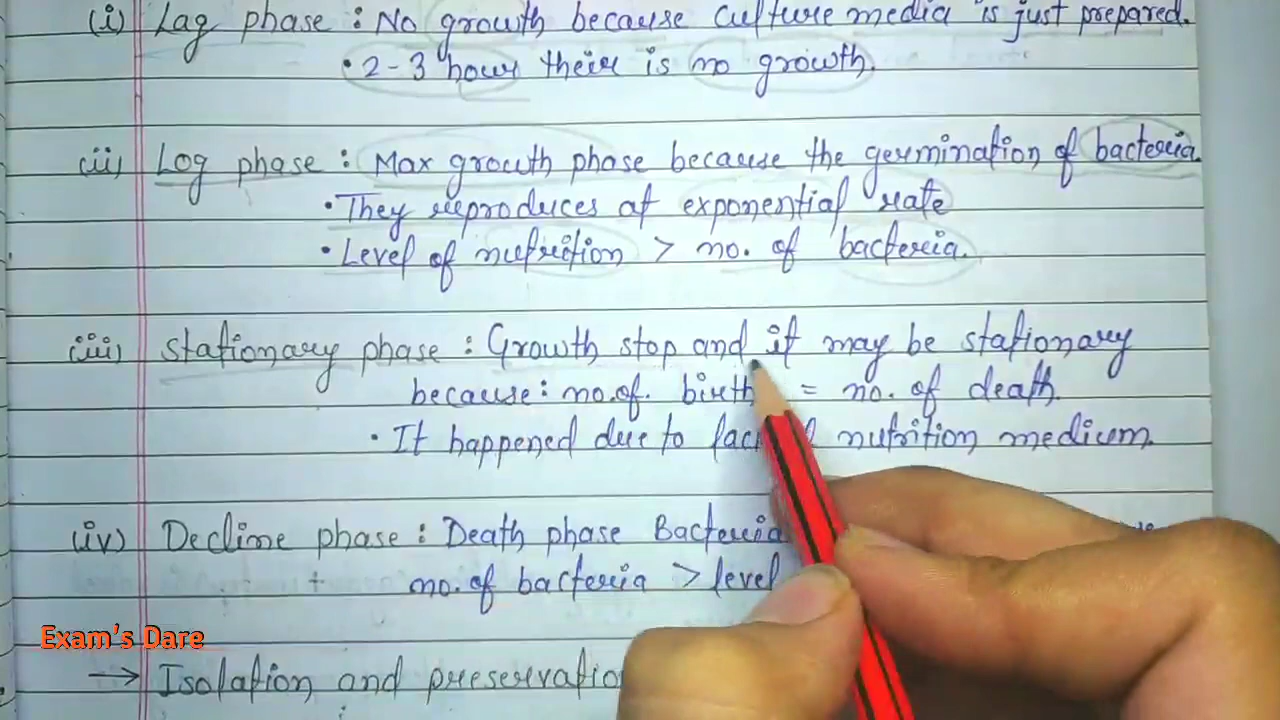 (i) Lag phase : No growth because culture media is just prepared.
• 2-3 hour their is no growth.
(ii) Log phase : Max growth phase because the germination of bacteria.
• They reproduces at exponential rate
• Level of nutrition > no. of bacteria.
(iii) Stationary phase : Growth stop and it may be stationary
because : no. of. birth = no. of death.
• It happened due to nutrition medium.
(iv) Decline phase : Death phase Bacteria
no. of bacteria > level
Exam's Dare
→ Isolation and